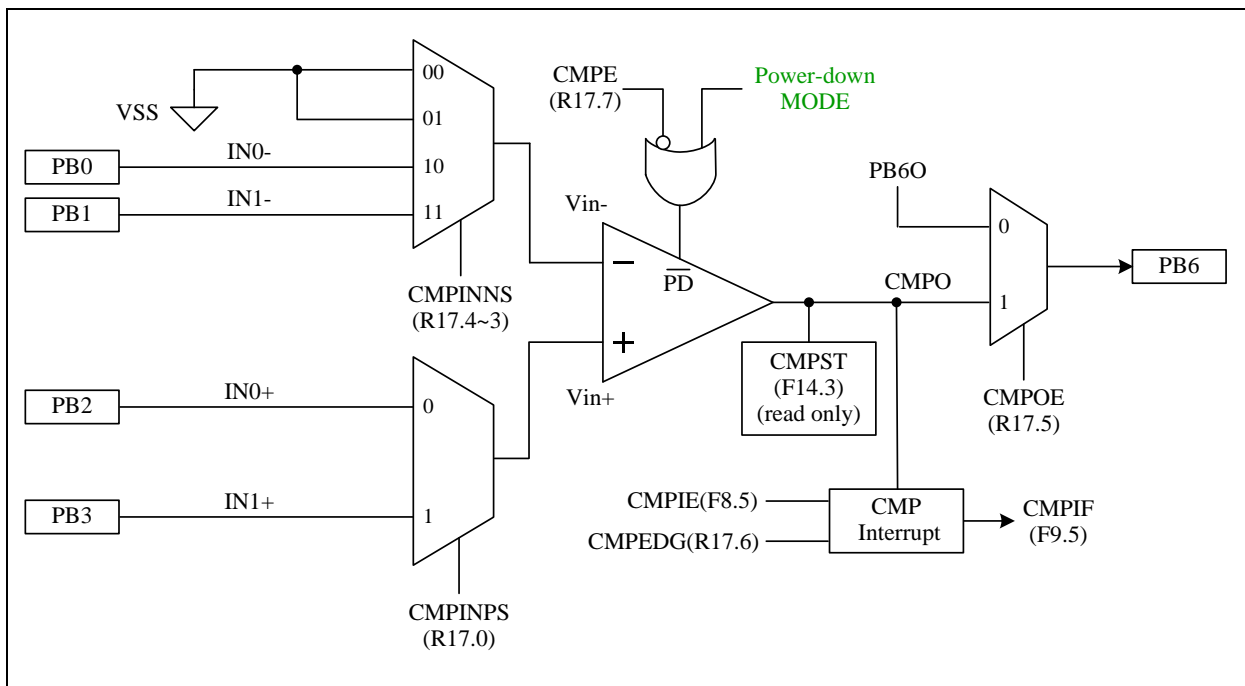 VSS
00
01
10
11
PB0
IN0-
PB1
IN1-
CMPINNS
(R17.4~3)
CMPE
(R17.7)
Power-down
MODE
Vin-
PD
Vin+
PB2
IN0+
0
PB3
IN1+
1
CMPINPS
(R17.0)
CMPO
CMPST
(F14.3)
(read only)
PB6O
0
1
PB6
CMPOE
(R17.5)
CMPIE(F8.5)
CMPEDG(R17.6)
CMP
Interrupt
CMPIF
(F9.5)